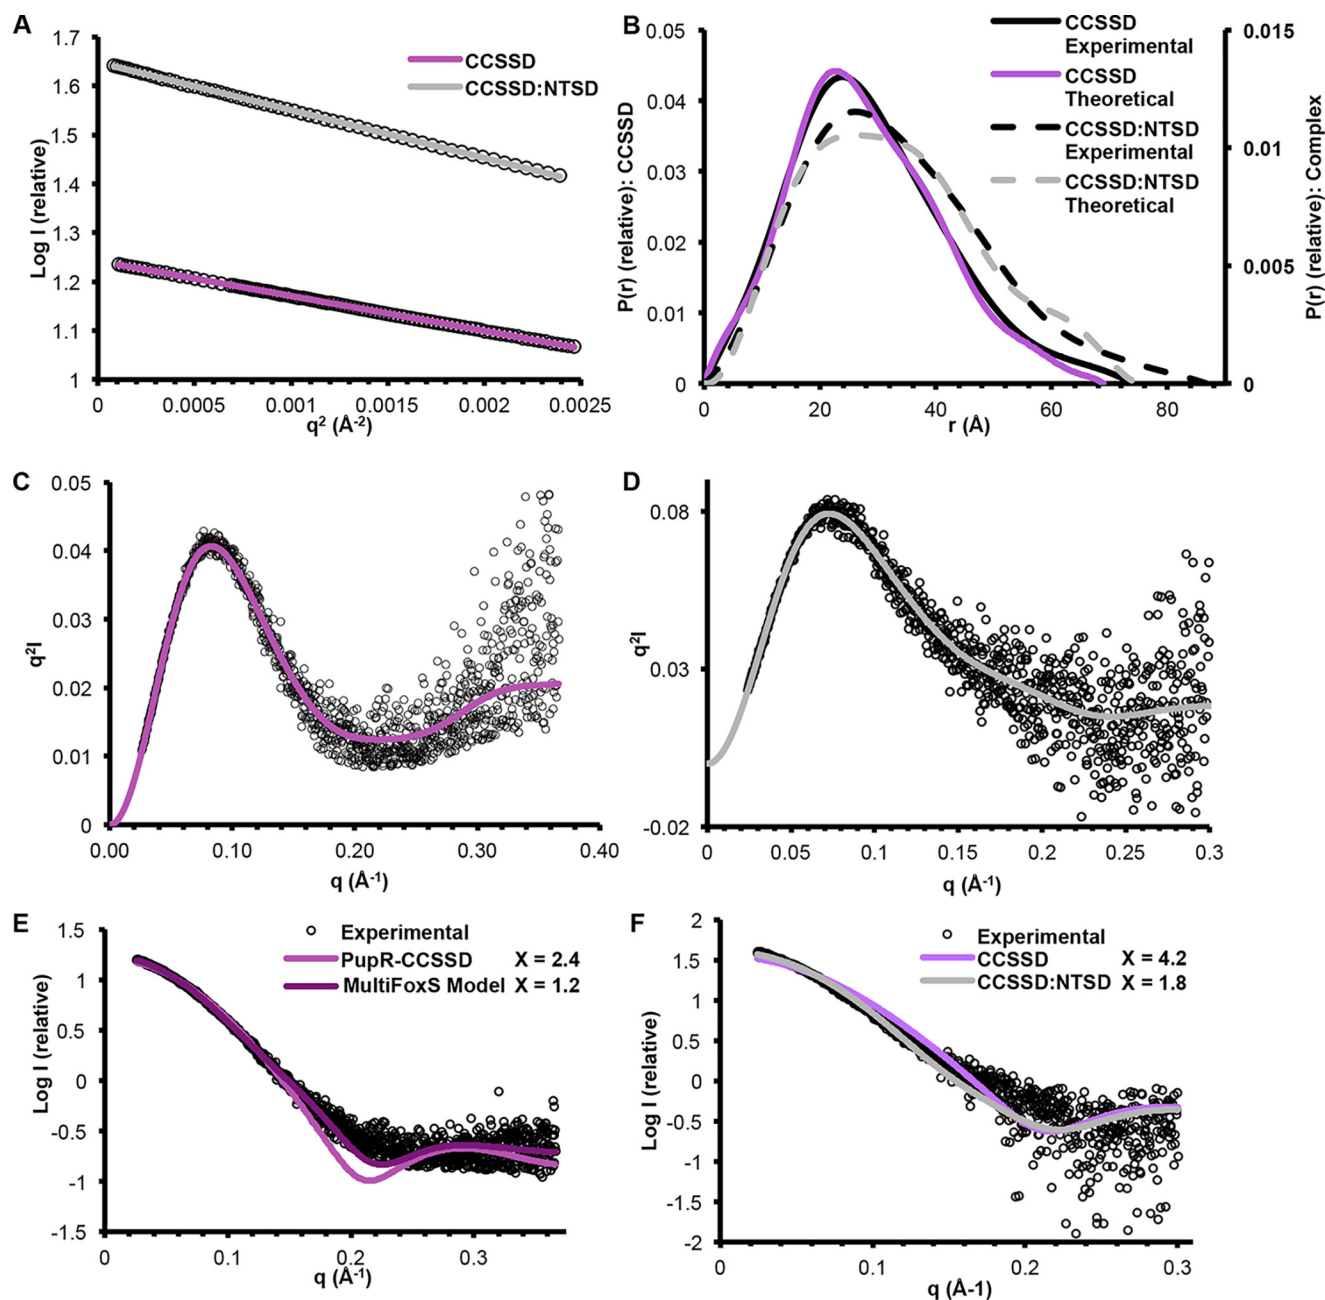 A
1.7
1.6
1.5
1.4
1.3
1.2
1.1
1
Log I (relative)
CCSSD
CCSSD:NTSD
0
0.0005
0.001
0.0015
0.002
0.0025
q² (Å⁻²)
B
0.05
0.04
0.03
0.02
0.01
0
P(r) (relative): CCSSD
CCSSD
Experimental
CCSSD
Theoretical
CCSSD:NTSD
Experimental
CCSSD:NTSD
Theoretical
0.015
0.01
0.005
0
P(r) (relative): Complex
0
20
40
60
80
r (Å)
C
0.05
0.04
0.03
0.02
0.01
0
q²I
0.00
0.10
0.20
0.30
0.40
q (Å⁻¹)
D
0.08
0.03
-0.02
q²I
0
0.05
0.1
0.15
0.2
0.25
0.3
q (Å⁻¹)
E
1.5
1
0.5
0
-0.5
-1
-1.5
Log I (relative)
Experimental
PupR-CCSSD X = 2.4
MultiFoxS Model X = 1.2
0
0.1
0.2
0.3
q (Å⁻¹)
F
2
1.5
1
0.5
0
-0.5
-1
-1.5
-2
Log I (relative)
Experimental
CCSSD X = 4.2
CCSSD:NTSD X = 1.8
0
0.1
0.2
0.3
q (Å-1)